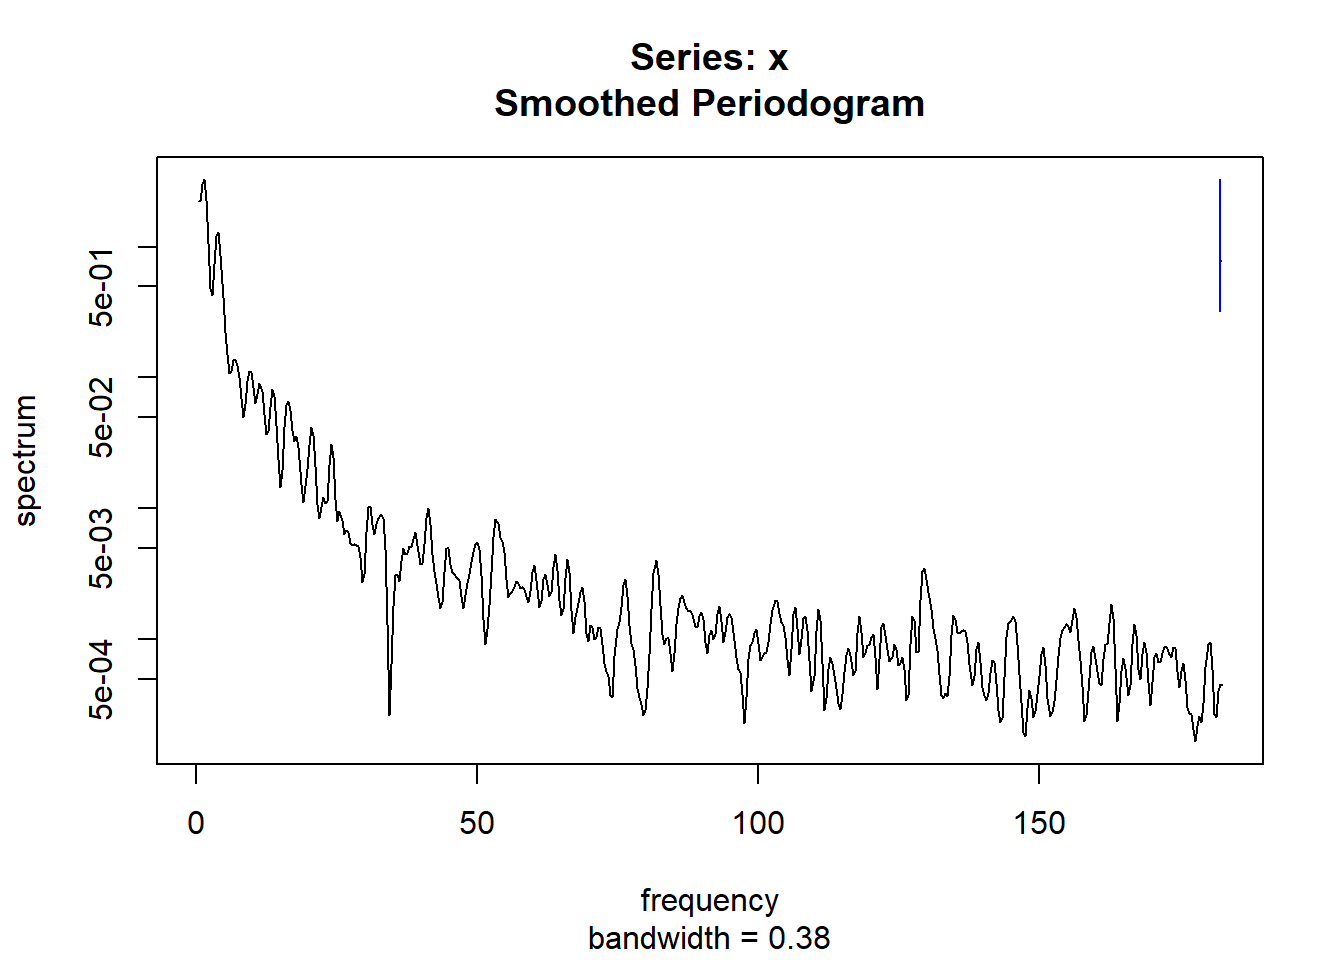 Series: x
Smoothed Periodogram
spectrum
5e-01
5e-02
5e-03
5e-04
0 50 100 150
frequency
bandwidth = 0.38